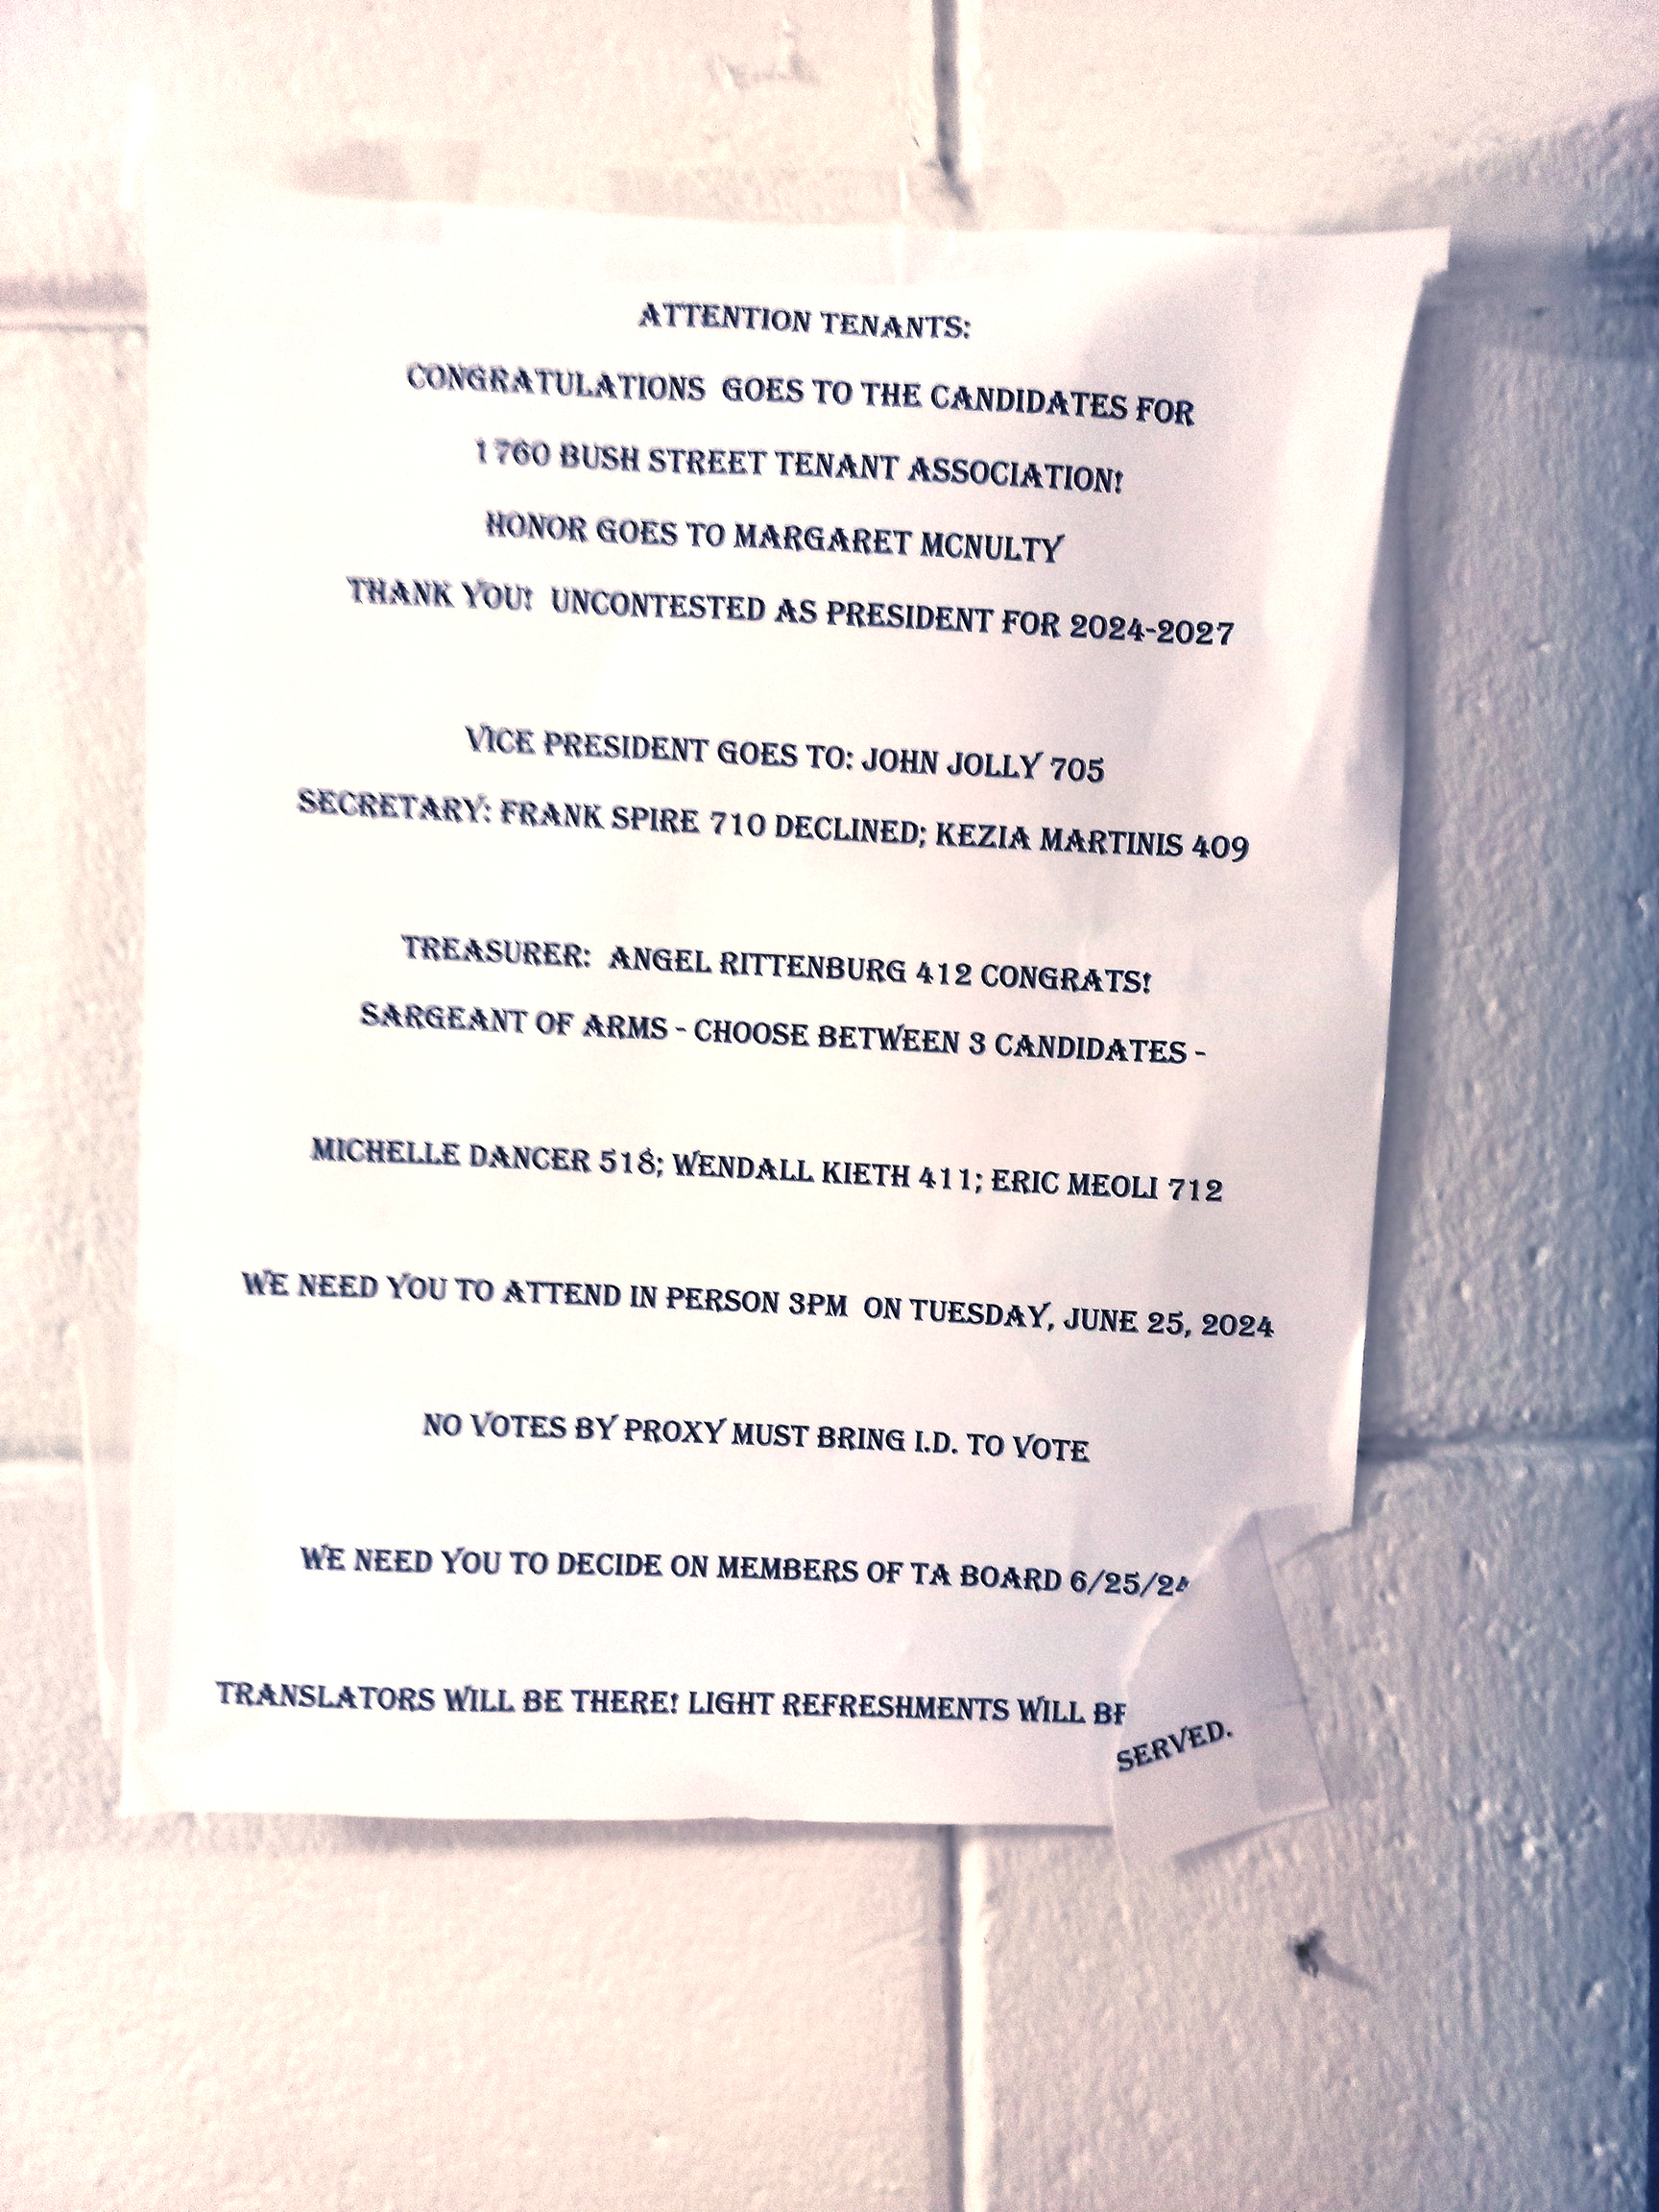 ATTENTION TENANTS:
CONGRATULATIONS GOES TO THE CANDIDATES FOR
1760 BUSH STREET TENANT ASSOCIATION!
HONOR GOES TO MARGARET MCNULTY
THANK YOU! UNCONTESTED AS PRESIDENT FOR 2024-2027
VICE PRESIDENT GOES TO: JOHN JOLLY 705
SECRETARY: FRANK SPIRE 710 DECLINED; KEZIA MARTINIS 409
TREASURER: ANGEL RITTENBURG 412 CONGRATS!
SARGEANT OF ARMS - CHOOSE BETWEEN 3 CANDIDATES -
MICHELLE DANCER 518; WENDALL KIETH 411; ERIC MEOLI 712
WE NEED YOU TO ATTEND IN PERSON 3PM ON TUESDAY, JUNE 25, 2024
NO VOTES BY PROXY MUST BRING I.D. TO VOTE
WE NEED YOU TO DECIDE ON MEMBERS OF TA BOARD 6/25/24
TRANSLATORS WILL BE THERE! LIGHT REFRESHMENTS WILL BE
SERVED.